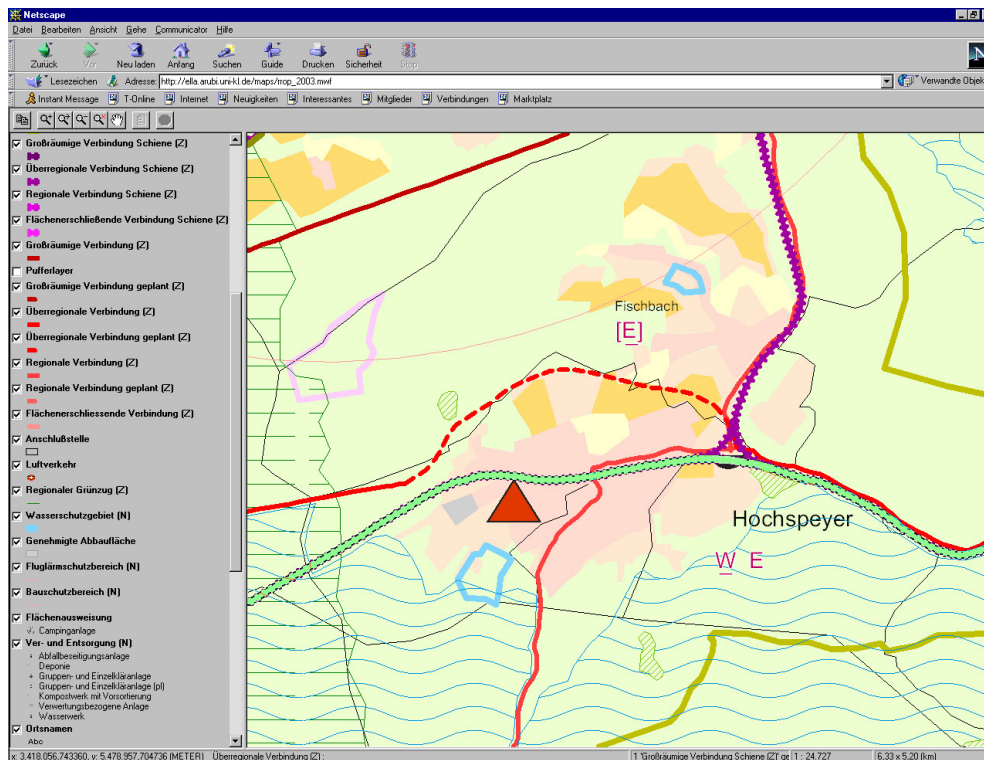 Netscape
Datei Bearbeiten Ansicht Gehe Communicator Hilfe
Zurück Vor Neu laden Anfang Suchen Guide Drucken Sicherheit Stop
Lesezeichen Adresse: http://ella.arubi.uni-kl.de/maps/rrop_2003.mwf Verwandte Objek
Instant Message T-Online Internet Neuigkeiten Interessantes Mitglieder Verbindungen Marktplatz
Großräumige Verbindung Schiene (Z)
Überregionale Verbindung Schiene (Z)
Regionale Verbindung Schiene (Z)
Flächenerschließende Verbindung Schiene (Z)
Großräumige Verbindung (Z)
Pufferlayer
Großräumige Verbindung geplant (Z)
Überregionale Verbindung (Z)
Überregionale Verbindung geplant (Z)
Regionale Verbindung (Z)
Regionale Verbindung geplant (Z)
Flächenerschliessende Verbindung (Z)
Anschlußstelle
Luftverkehr
Regionaler Grünzug (Z)
Wasserschutzgebiet (N)
Genehmigte Abbaufläche
Fluglärmschutzbereich (N)
Bauschutzbereich (N)
Flächenausweisung
Campinganlage
Ver- und Entsorgung (N)
Abfallbeseitigungsanlage
Deponie
Gruppen- und Einzelkläranlage
Gruppen- und Einzelkläranlage (pl)
Kompostwerk mit Vorsortierung
Verwertungsbezogene Anlage
Wasserwerk
Ortsnamen
Abc
Fischbach
[E]
Hochspeyer
W E
x: 3.418.056,743360, y: 5.478.957,704736 (METER) Überregionale Verbindung (Z) : 1 'Großräumige Verbindung Schiene (Z)' ge 1 : 24.727 6,33 x 5,20 (km)